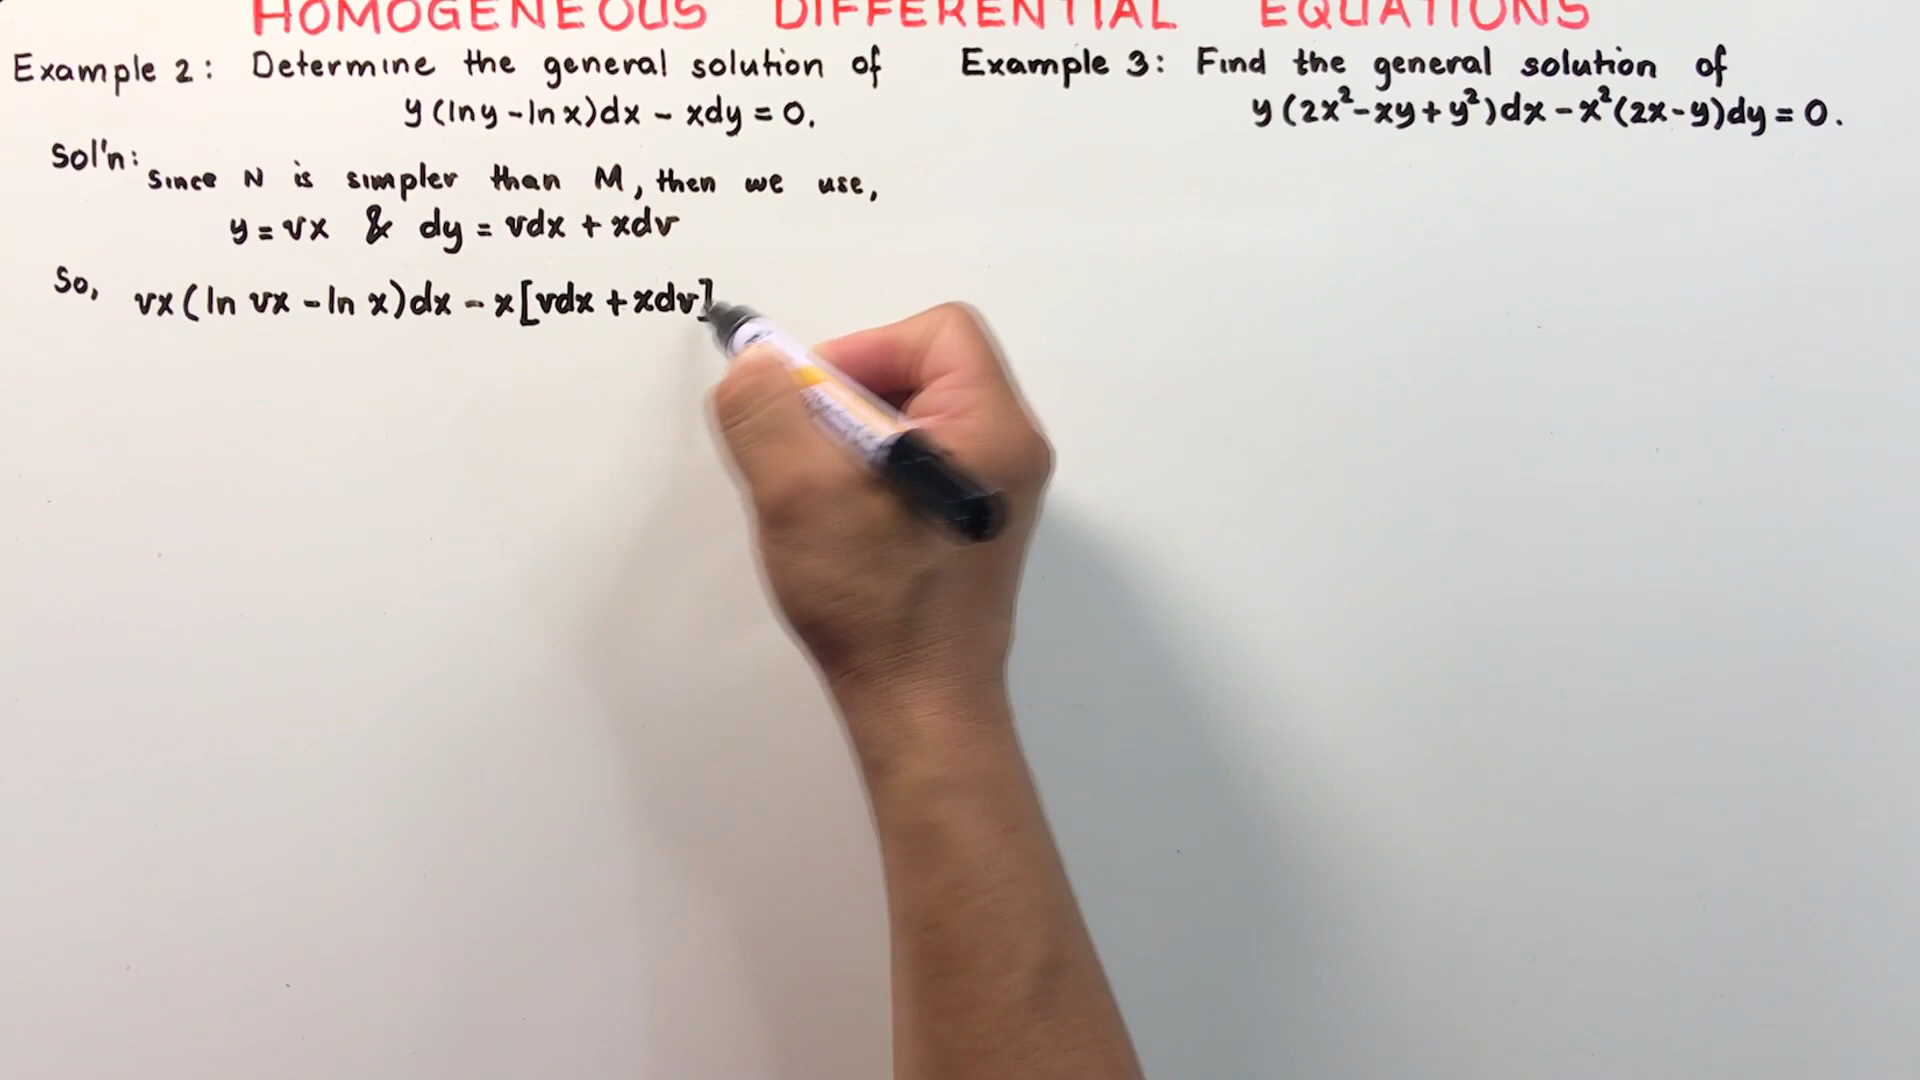 HOMOGENEOUS DIFFERENTIAL EQUATIONS
Example 2: Determine the general solution of
y(ln y - ln x)dx - xdy = 0.
Sol'n:
Since N is simpler than M, then we use,
y = vx & dy = vdx + xdv
So, vx(ln vx - ln x)dx - x[vdx + xdv]
Example 3: Find the general solution of
y(2x² - xy + y²)dx - x²(2x - y)dy = 0.